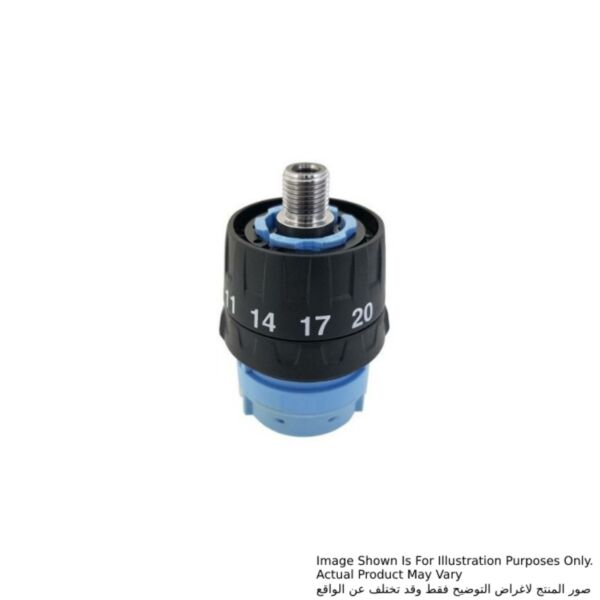 11 14 17 20
Image Shown Is For Illustration Purposes Only.
Actual Product May Vary
صور المنتج لاغراض التوضيح فقط وقد تختلف عن الواقع